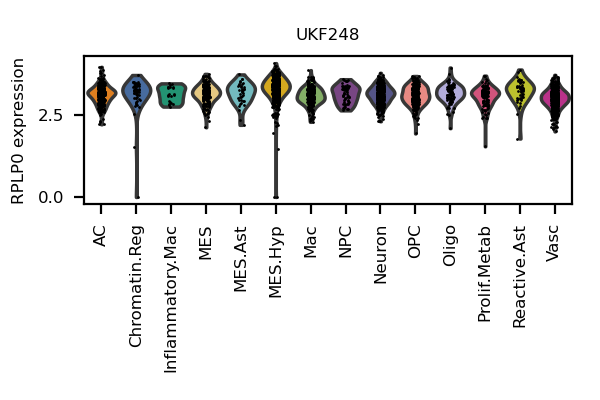 UKF248
RPLP0 expression
2.5
0.0
AC
Chromatin.Reg
Inflammatory.Mac
MES
MES.Ast
MES.Hyp
Mac
NPC
Neuron
OPC
Oligo
Prolif.Metab
Reactive.Ast
Vasc